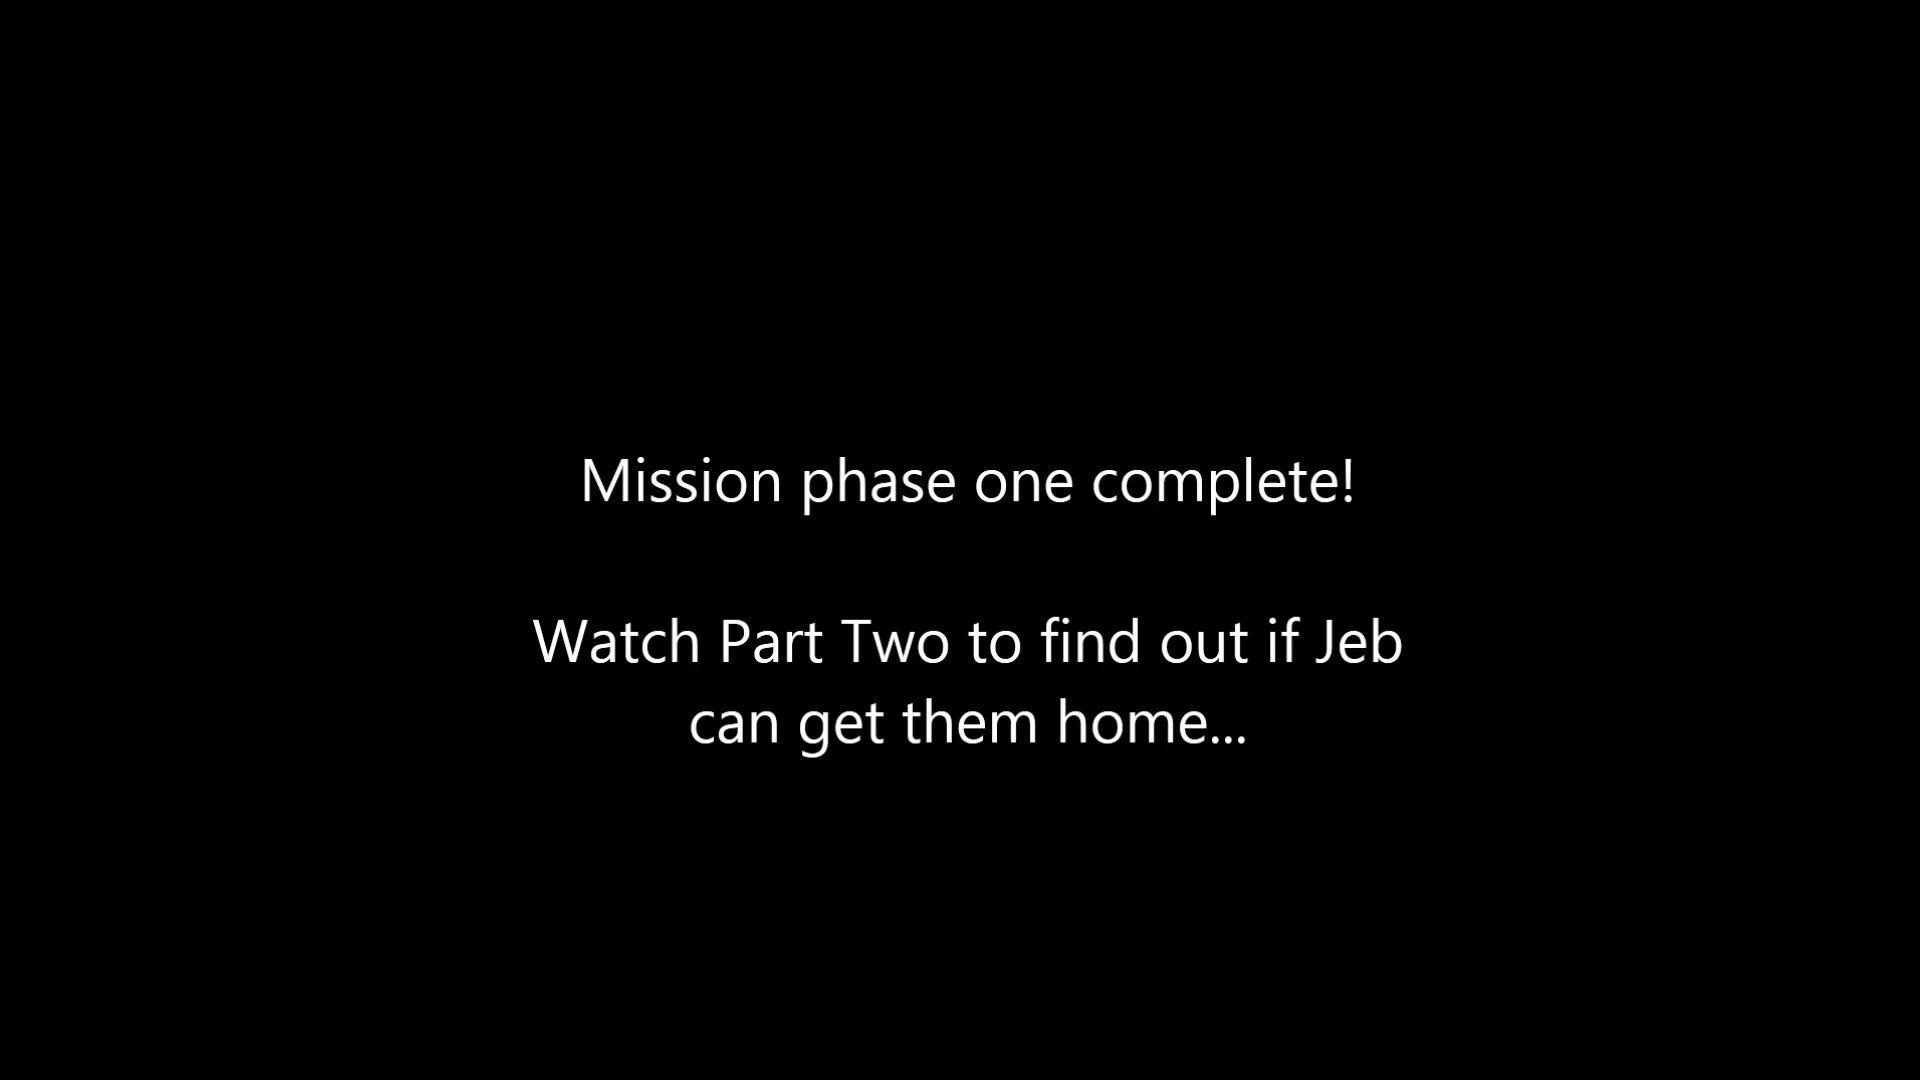 Mission phase one complete!
Watch Part Two to find out if Jeb
can get them home...